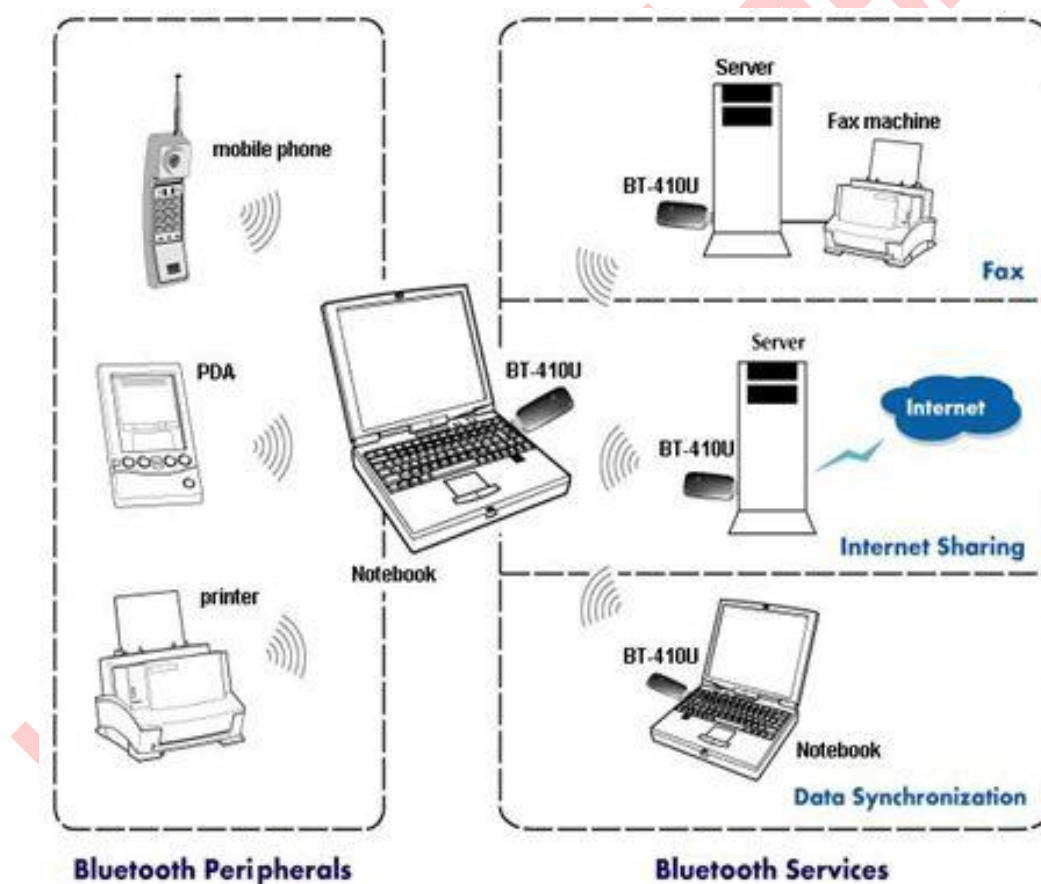 mobile phone
PDA
printer
Notebook
BT-410U
Server
Fax machine
BT-410U
Fax
Server
Internet
BT-410U
Internet Sharing
BT-410U
Notebook
Data Synchronization
Bluetooth Peripherals
Bluetooth Services